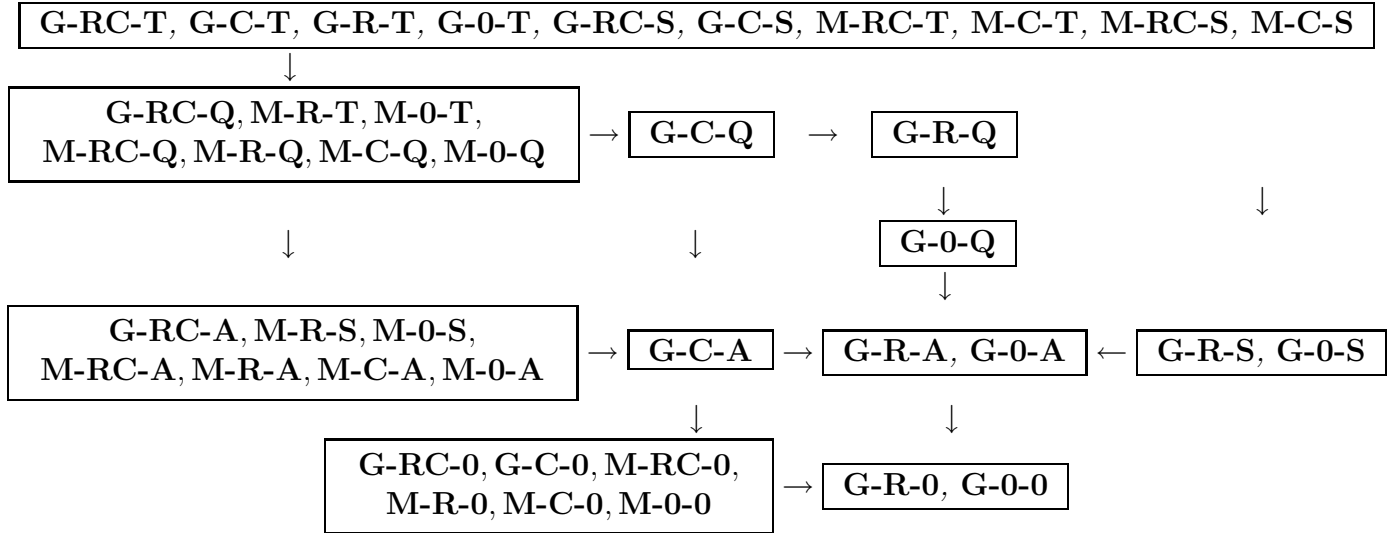 G-RC-T, G-C-T, G-R-T, G-0-T, G-RC-S, G-C-S, M-RC-T, M-C-T, M-RC-S, M-C-S
↓
G-RC-Q, M-R-T, M-0-T,
M-RC-Q, M-R-Q, M-C-Q, M-0-Q
→ G-C-Q → G-R-Q
↓ ↓
↓ ↓ G-0-Q
↓
G-RC-A, M-R-S, M-0-S,
M-RC-A, M-R-A, M-C-A, M-0-A
→ G-C-A → G-R-A, G-0-A ← G-R-S, G-0-S
↓ ↓
G-RC-0, G-C-0, M-RC-0,
M-R-0, M-C-0, M-0-0
→ G-R-0, G-0-0